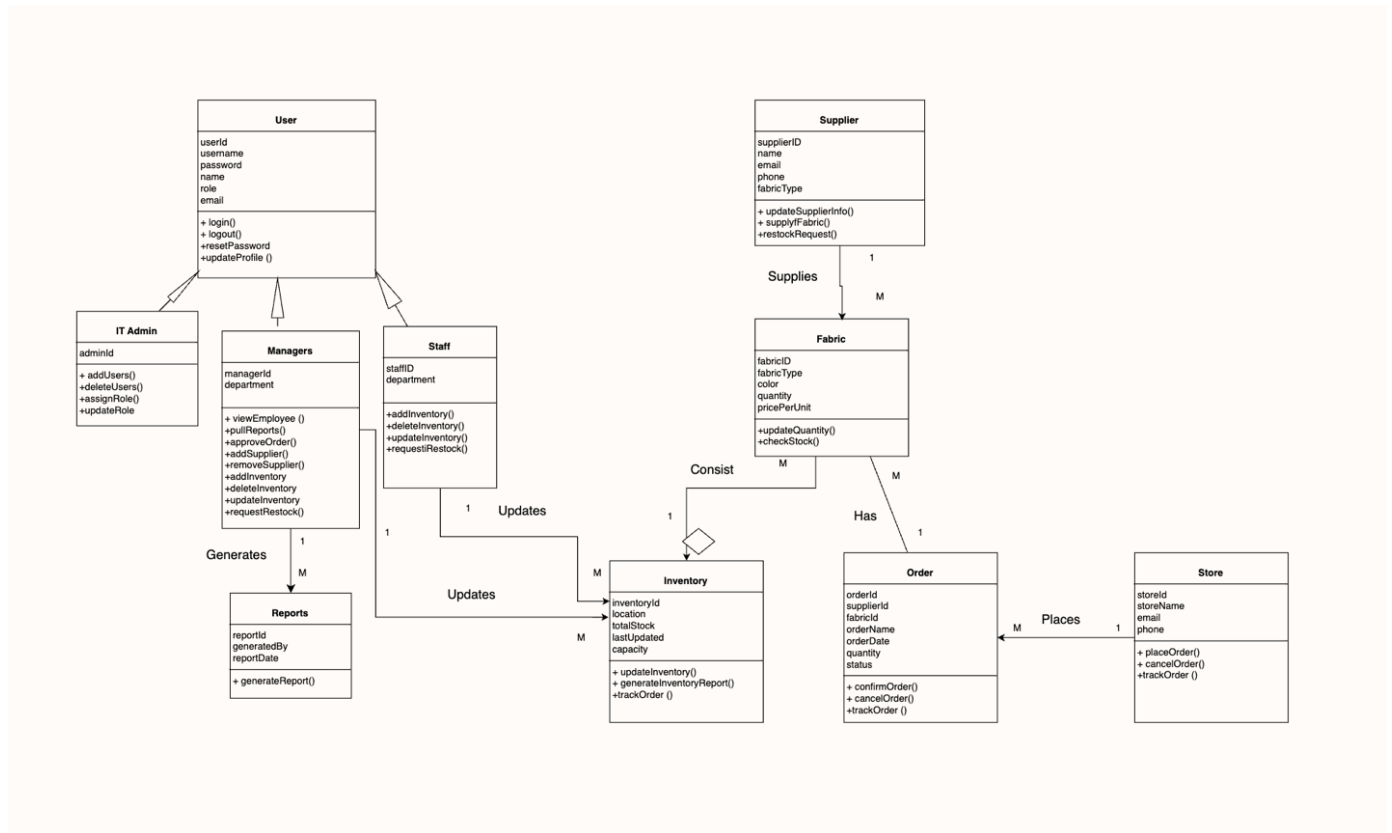 User
userId
username
password
name
role
email
+ login()
+ logout()
+resetPassword
+updateProfile ()
IT Admin
adminId
+ addUsers()
+deleteUsers()
+assignRole()
+updateRole
Managers
managerId
department
+ viewEmployee ()
+pullReports()
+approveOrder()
+addSupplier()
+removeSupplier()
+addInventory
+deleteInventory
+updateInventory
+requestRestock()
Staff
staffID
department
+addInventory()
+deleteInventory()
+updateInventory()
+requestiRestock()
Generates
1
M
Reports
reportId
generatedBy
reportDate
+ generateReport()
1
Updates
M
1
Updates
M
Supplier
supplierID
name
email
phone
fabricType
+ updateSupplierInfo()
+ supplyfFabric()
+restockRequest()
Supplies
1
M
Fabric
fabricID
fabricType
color
quantity
pricePerUnit
+updateQuantity()
+checkStock()
Consist
M
1
Has
M
1
Inventory
inventoryId
location
totalStock
lastUpdated
capacity
+ updateInventory()
+ generateInventoryReport()
+trackOrder ()
Order
orderId
supplierId
fabricId
orderName
orderDate
quantity
status
+ confirmOrder()
+ cancelOrder()
+trackOrder ()
M
Places
1
Store
storeId
storeName
email
phone
+ placeOrder()
+ cancelOrder()
+trackOrder ()